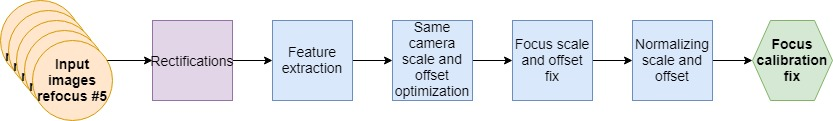 Input
images
refocus #5
Rectifications
Feature
extraction
Same
camera
scale and
offset
optimization
Focus scale
and offset
fix
Normalizing
scale and
offset
Focus
calibration
fix